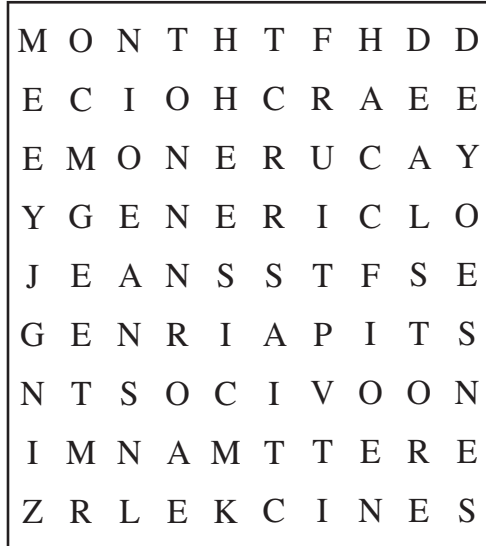 M O N T H T F H D D
E C I O H C R A E E
E M O N E R U C A Y
Y G E N E R I C L O
J E A N S S T F S E
G E N R I A P I T S
N T S O C I V O O N
I M N A M T T E R E
Z R L E K C I N E S